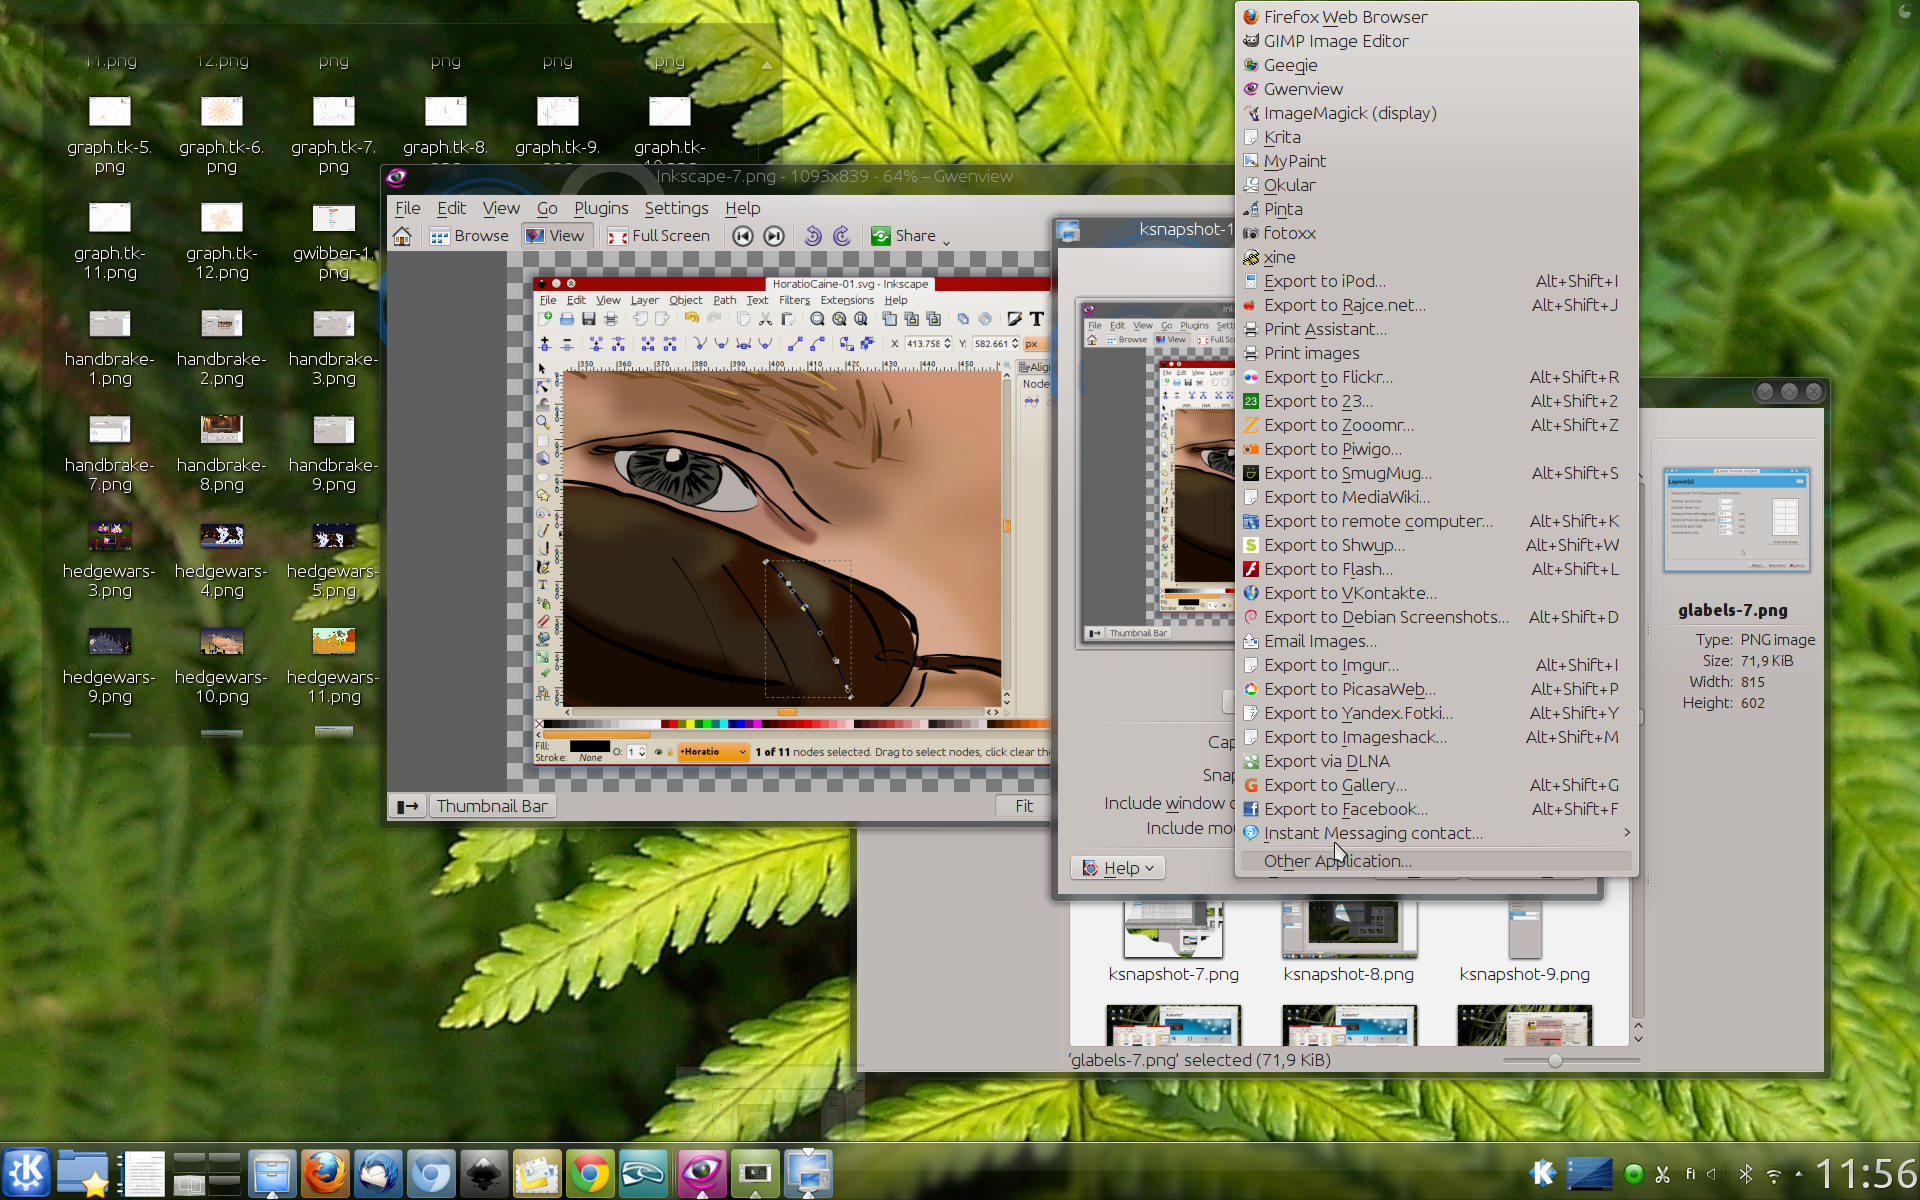 11.png 12.png png png png png
graph.tk-5.png graph.tk-6.png graph.tk-7.png graph.tk-8. graph.tk-9. graph.tk-
graph.tk-11.png graph.tk-12.png gwibber-1.png
handbrake-1.png handbrake-2.png handbrake-3.png
handbrake-7.png handbrake-8.png handbrake-9.png
hedgewars-3.png hedgewars-4.png hedgewars-5.png
hedgewars-9.png hedgewars-10.png hedgewars-11.png
Inkscape-7.png - 1093x839 - 64% – Gwenview
File Edit View Go Plugins Settings Help
Browse View Full Screen Share
HoratioCaine-01.svg - Inkscape
File Edit View Layer Object Path Text Filters Extensions Help
X: 413.758 Y: 582.661 px
Node
Fill:
Stroke: None
O: 1
•Horatio
1 of 11 nodes selected. Drag to select nodes, click clear the
Thumbnail Bar Fit
ksnapshot-1
File Edit View Go Plugins
Browse View
Thumbnail Bar
Include window
Help
Firefox Web Browser
GIMP Image Editor
Geeqie
Gwenview
ImageMagick (display)
Krita
MyPaint
Okular
Pinta
fotoxx
xine
Export to iPod... Alt+Shift+I
Export to Rajce.net... Alt+Shift+J
Print Assistant...
Print images
Export to Flickr... Alt+Shift+R
Export to 23... Alt+Shift+2
Export to Zooomr... Alt+Shift+Z
Export to Piwigo...
Export to SmugMug... Alt+Shift+S
Export to MediaWiki...
Export to remote computer... Alt+Shift+K
Export to Shwup... Alt+Shift+W
Export to Flash... Alt+Shift+L
Export to VKontakte...
Export to Debian Screenshots... Alt+Shift+D
Email Images...
Export to Imgur... Alt+Shift+I
Export to PicasaWeb... Alt+Shift+P
Export to Yandex.Fotki... Alt+Shift+Y
Export to Imageshack... Alt+Shift+M
Export via DLNA
Export to Gallery... Alt+Shift+G
Export to Facebook... Alt+Shift+F
Instant Messaging contact...
Other Application...
glabels-7.png
Type: PNG image
Size: 71,9 KiB
Width: 815
Height: 602
ksnapshot-7.png ksnapshot-8.png ksnapshot-9.png
'glabels-7.png' selected (71,9 KiB)
fi
11:56